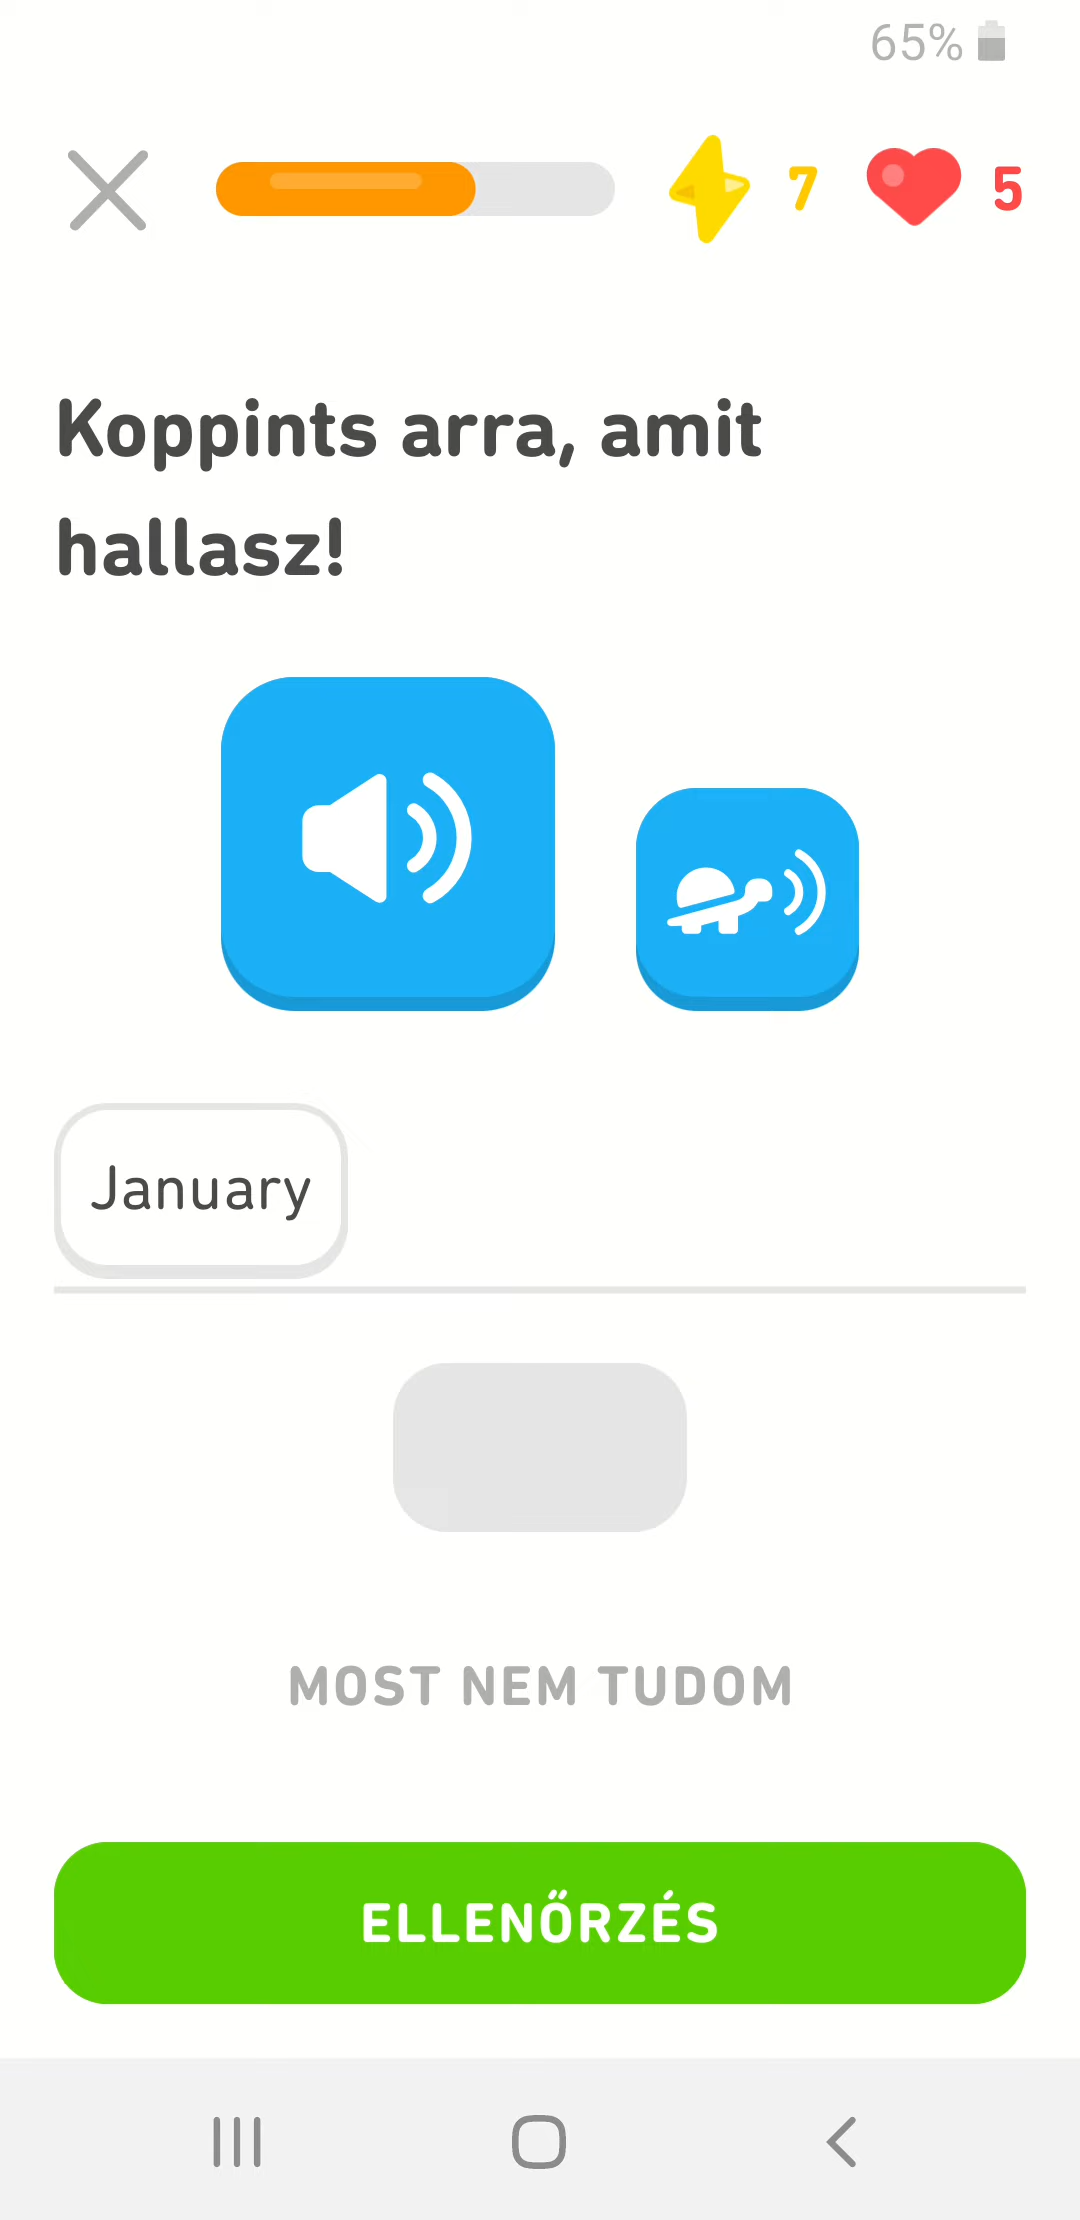 65%
7 5
Koppints arra, amit
hallasz!
January
MOST NEM TUDOM
ELLENŐRZÉS